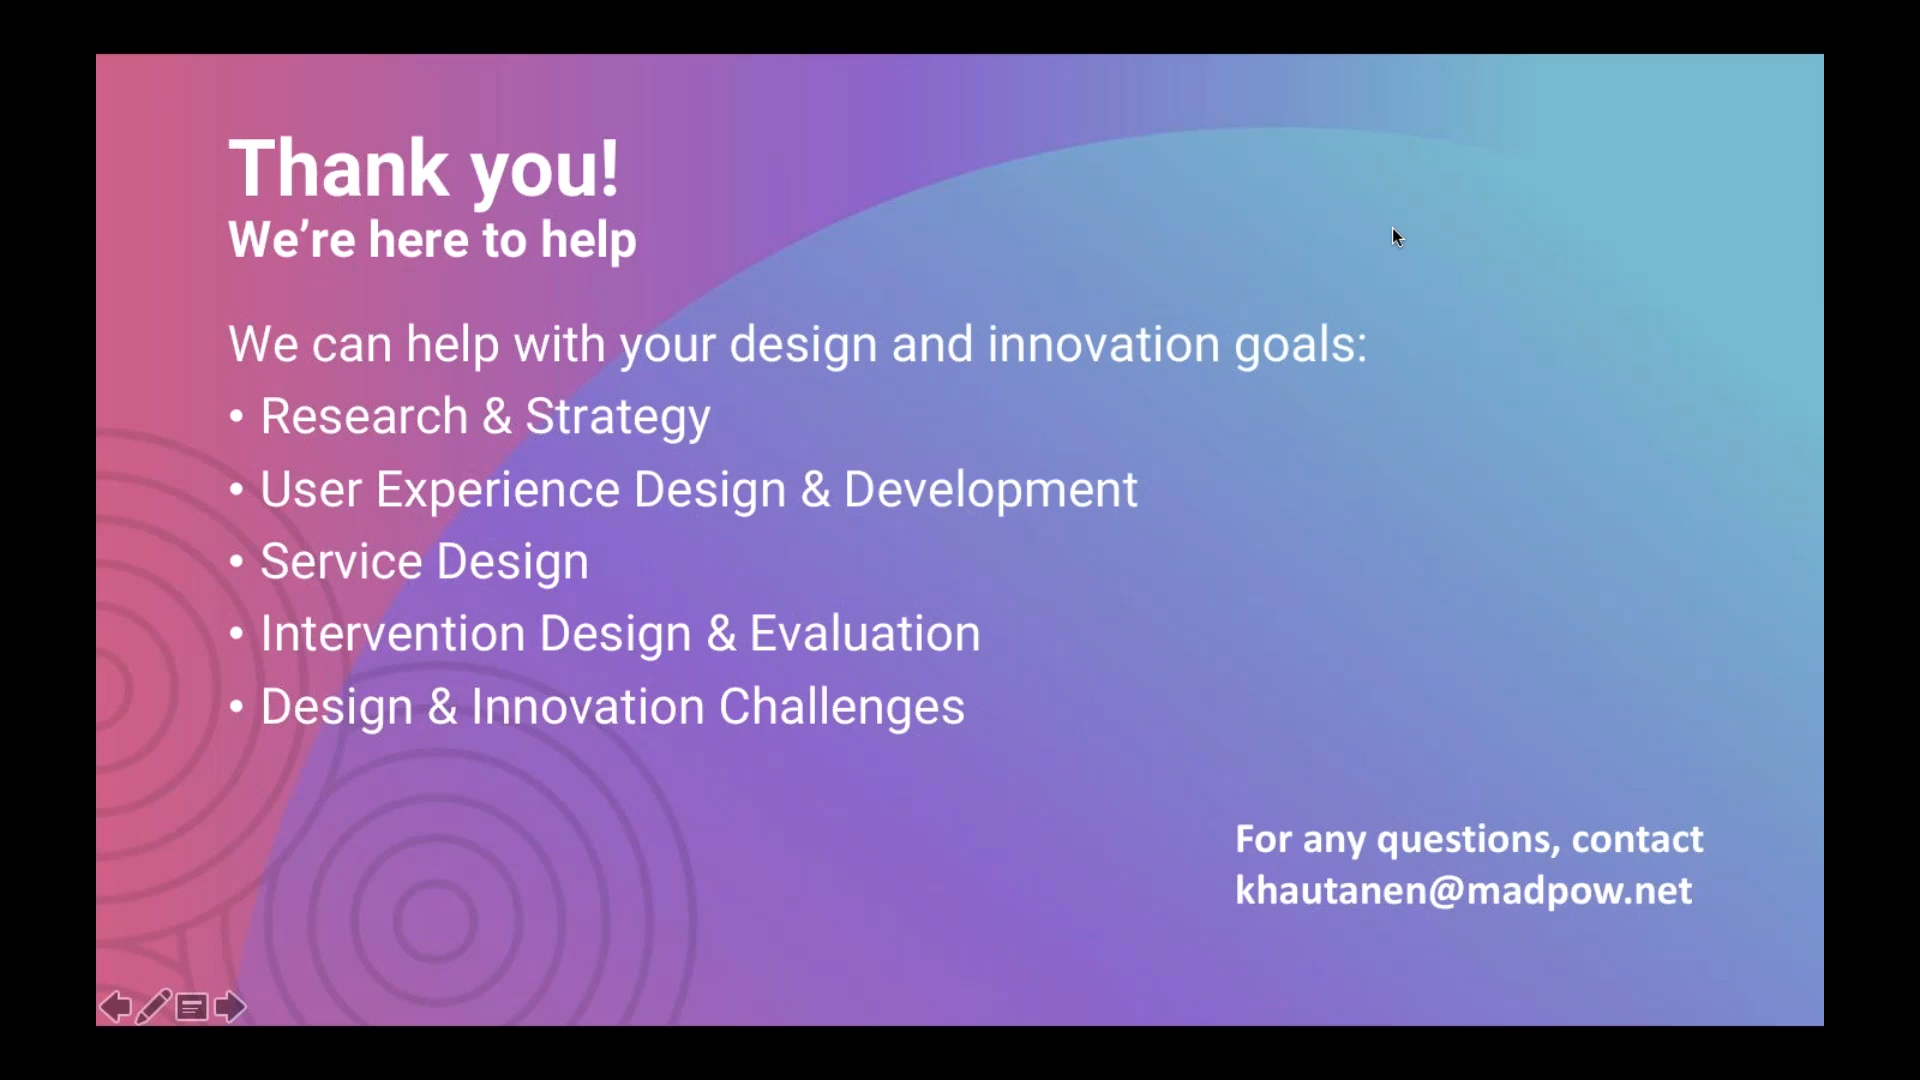 Thank you!
We’re here to help
We can help with your design and innovation goals:
• Research & Strategy
• User Experience Design & Development
• Service Design
• Intervention Design & Evaluation
• Design & Innovation Challenges
For any questions, contact
khautanen@madpow.net